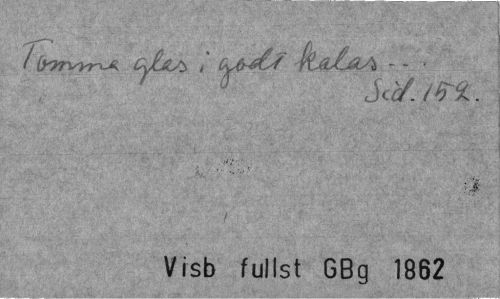 Tomma glas i godt kalas...
Sid. 152.
Visb fullst GBg 1862